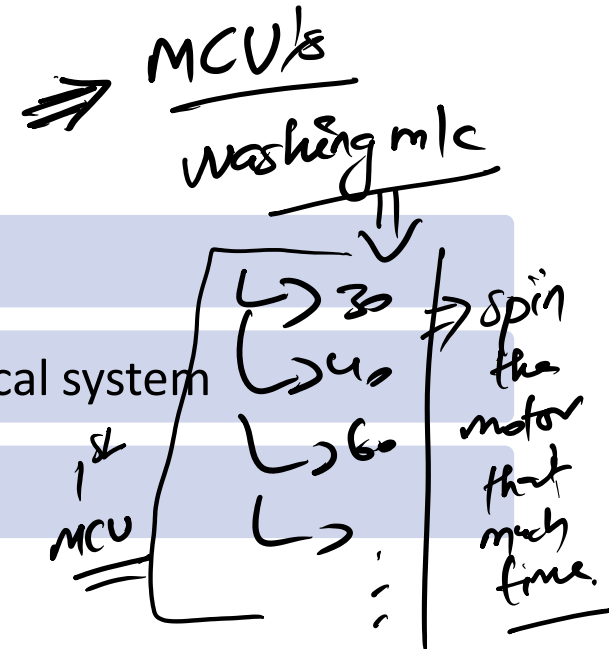 MCU's
washing m/c
↳ 30
↳ 40
↳ 60
↳
⇒ spin
the
motor
that
much
time.
cal system
1st
MCU